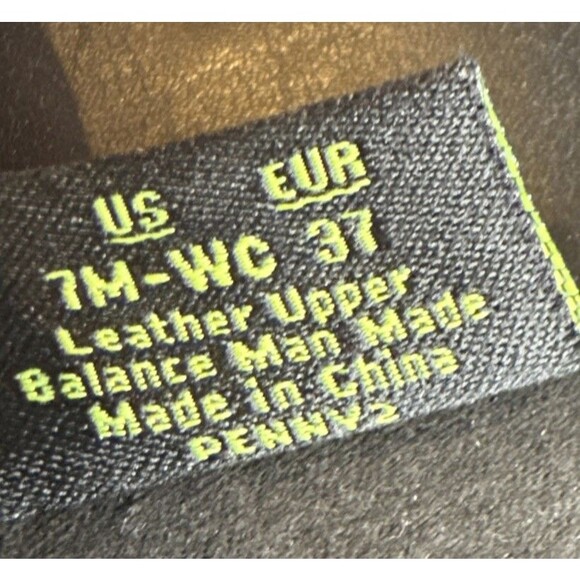 US EUR
7M-WC 37
Leather Upper
Balance Man Made
Made in China
PENNY2